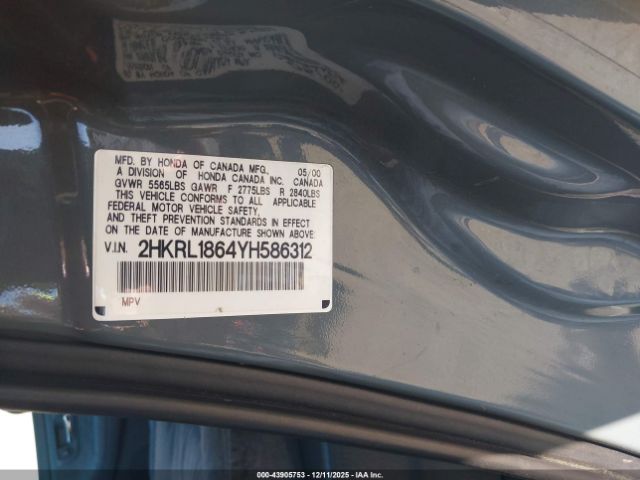 MFD. BY HONDA OF CANADA MFG., 05/00
A DIVISION OF HONDA CANADA INC. CANADA
GVWR 5565LBS GAWR F 2775LBS R 2840LBS
THIS VEHICLE CONFORMS TO ALL APPLICABLE
FEDERAL MOTOR VEHICLE SAFETY,
AND THEFT PREVENTION STANDARDS IN EFFECT
ON THE DATE OF MANUFACTURE SHOWN ABOVE.
V.I.N. 2HKRL1864YH586312
MPV
000-43905753 - 12/11/2025 - IAA Inc.